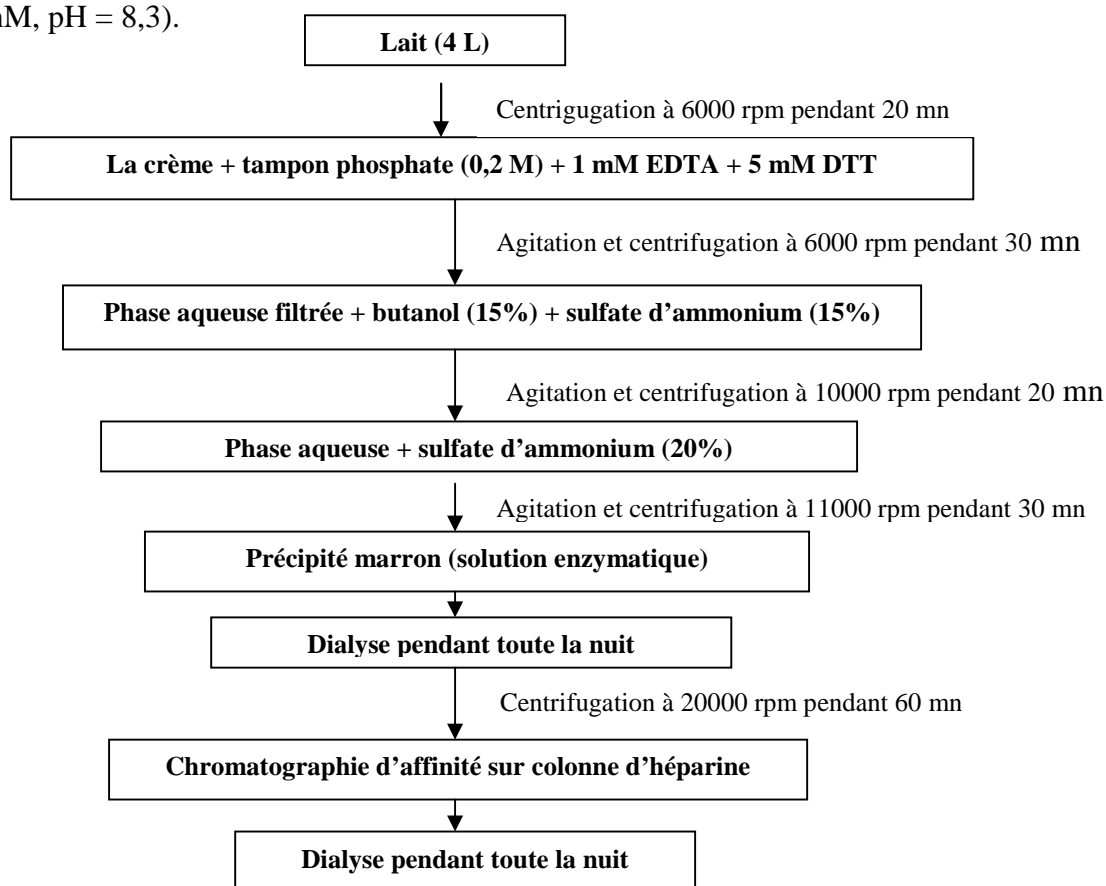 mM, pH = 8,3).
Lait (4 L)
Centrigugation à 6000 rpm pendant 20 mn
La crème + tampon phosphate (0,2 M) + 1 mM EDTA + 5 mM DTT
Agitation et centrifugation à 6000 rpm pendant 30 mn
Phase aqueuse filtrée + butanol (15%) + sulfate d’ammonium (15%)
Agitation et centrifugation à 10000 rpm pendant 20 mn
Phase aqueuse + sulfate d’ammonium (20%)
Agitation et centrifugation à 11000 rpm pendant 30 mn
Précipité marron (solution enzymatique)
Dialyse pendant toute la nuit
Centrifugation à 20000 rpm pendant 60 mn
Chromatographie d’affinité sur colonne d’héparine
Dialyse pendant toute la nuit